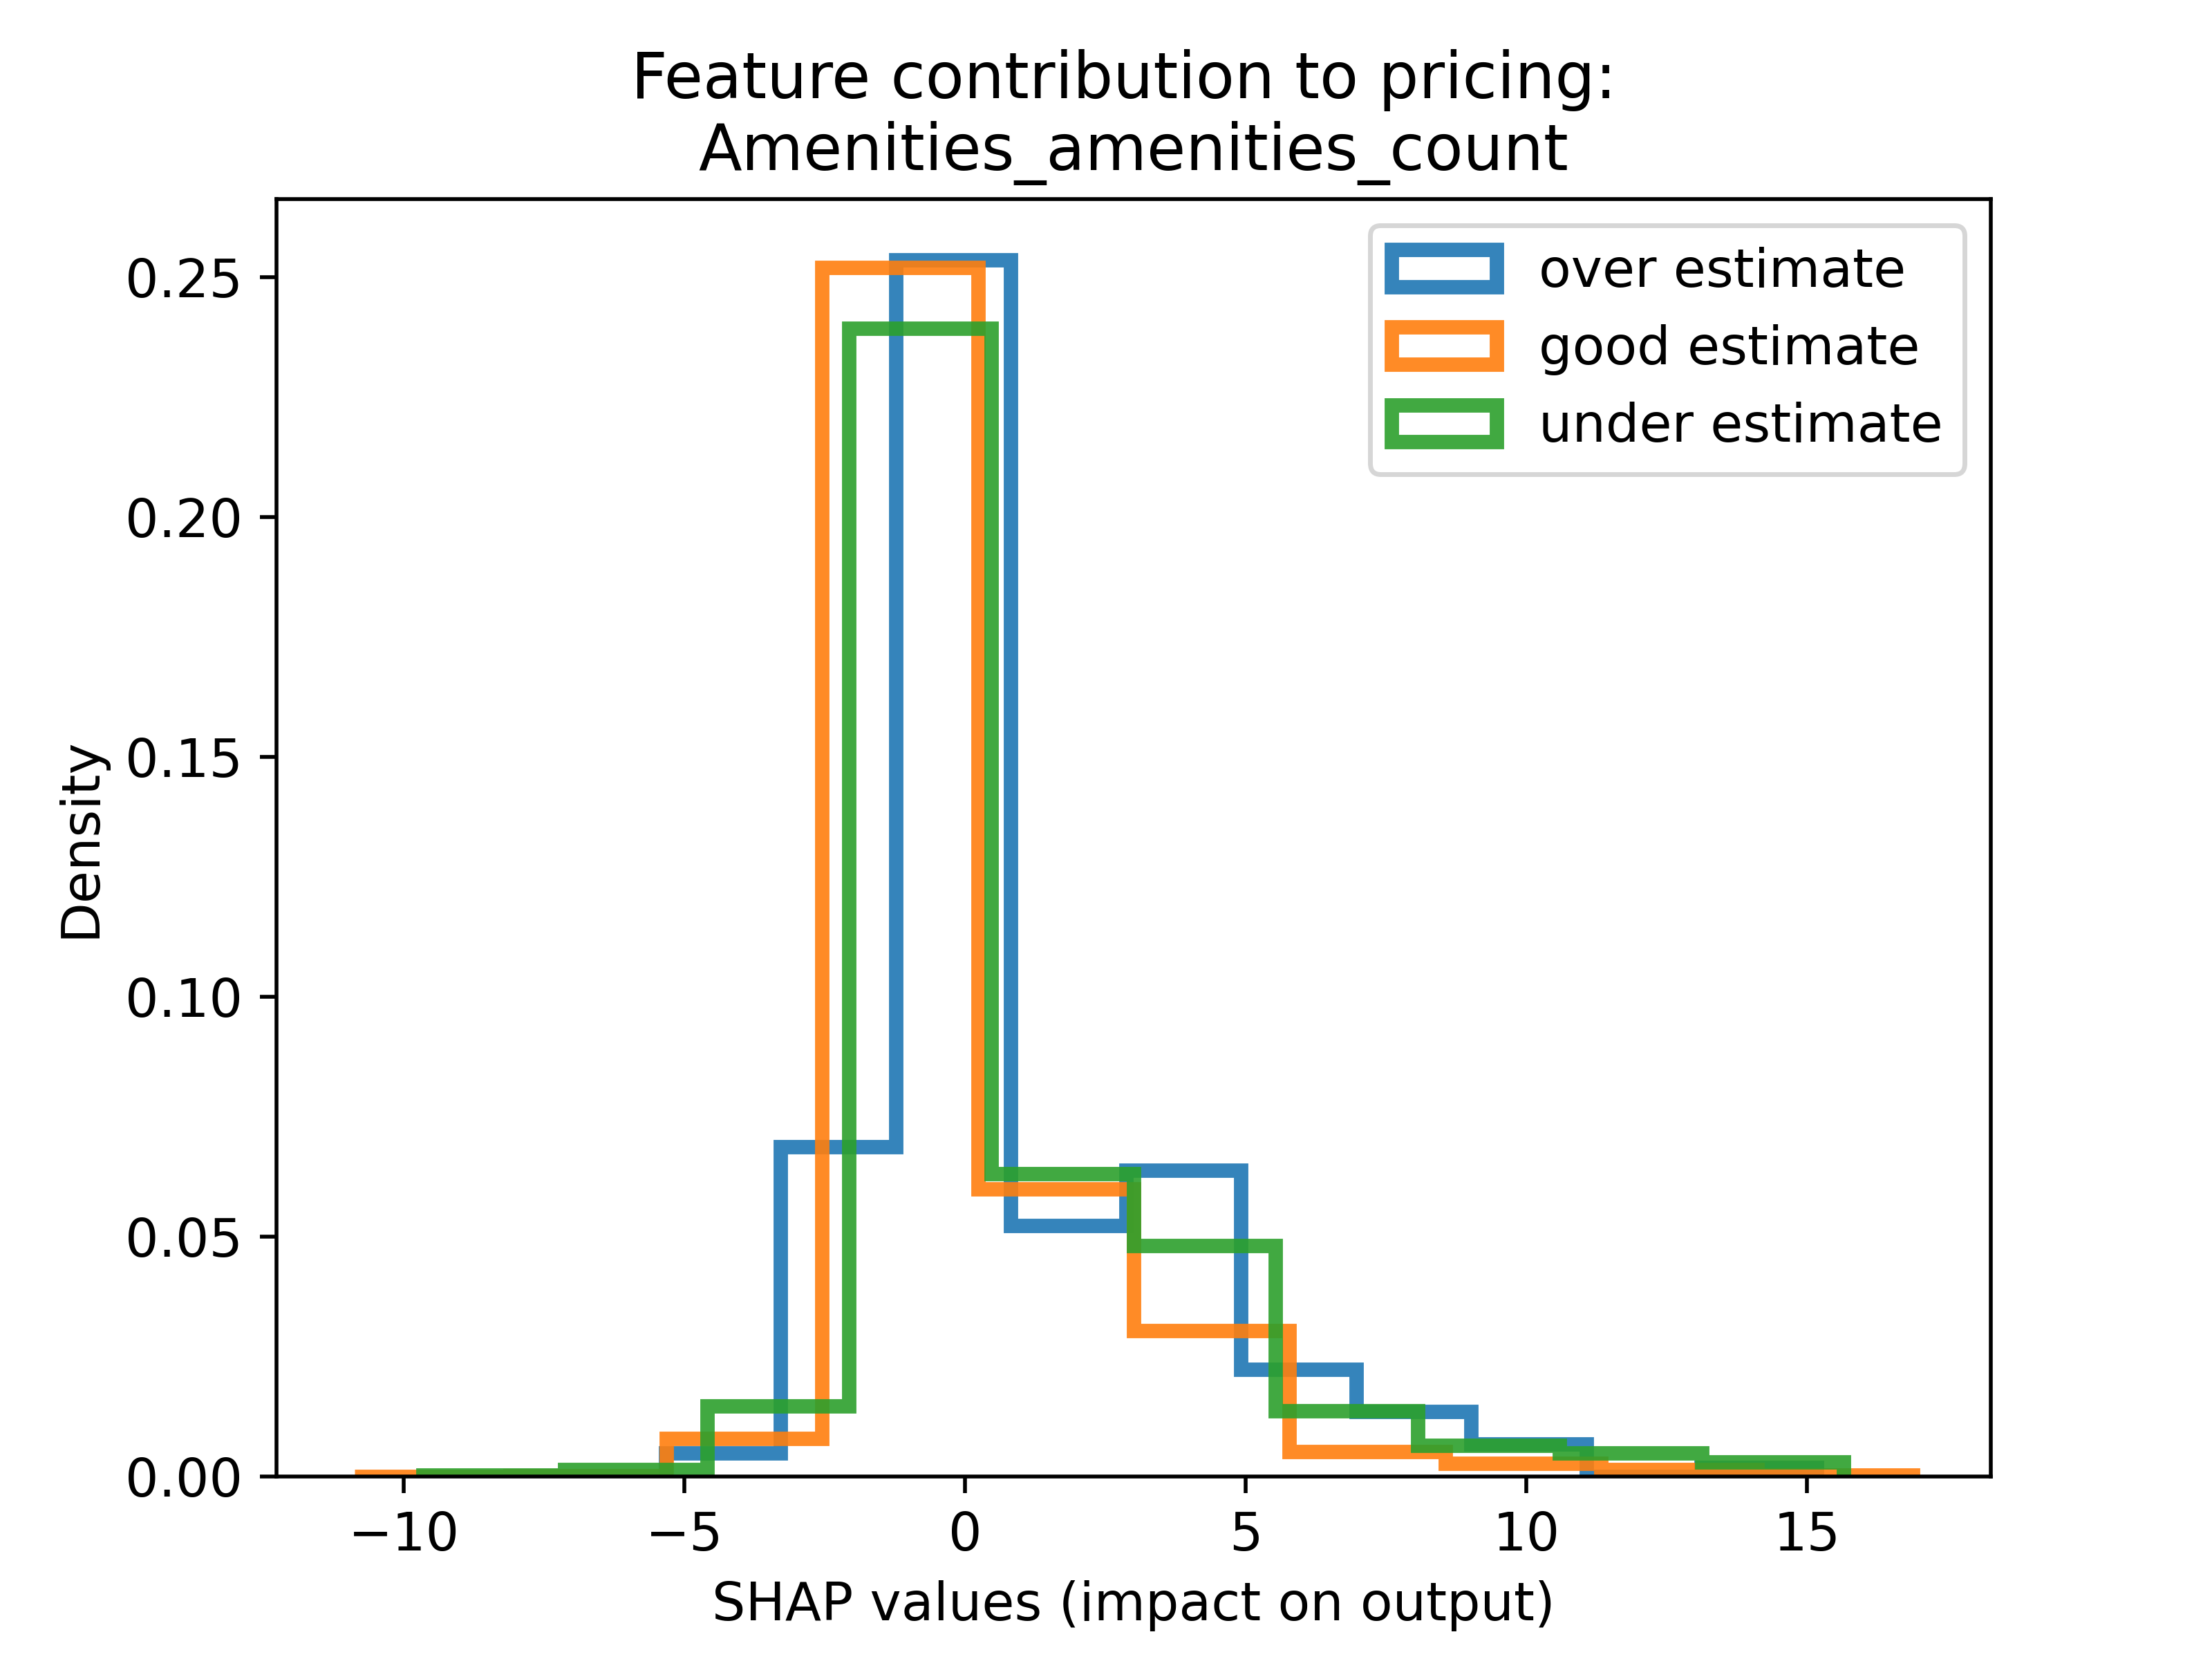 Feature contribution to pricing:
Amenities_amenities_count
over estimate
good estimate
under estimate
Density
0.25
0.20
0.15
0.10
0.05
0.00
−10
−5
0
5
10
15
SHAP values (impact on output)